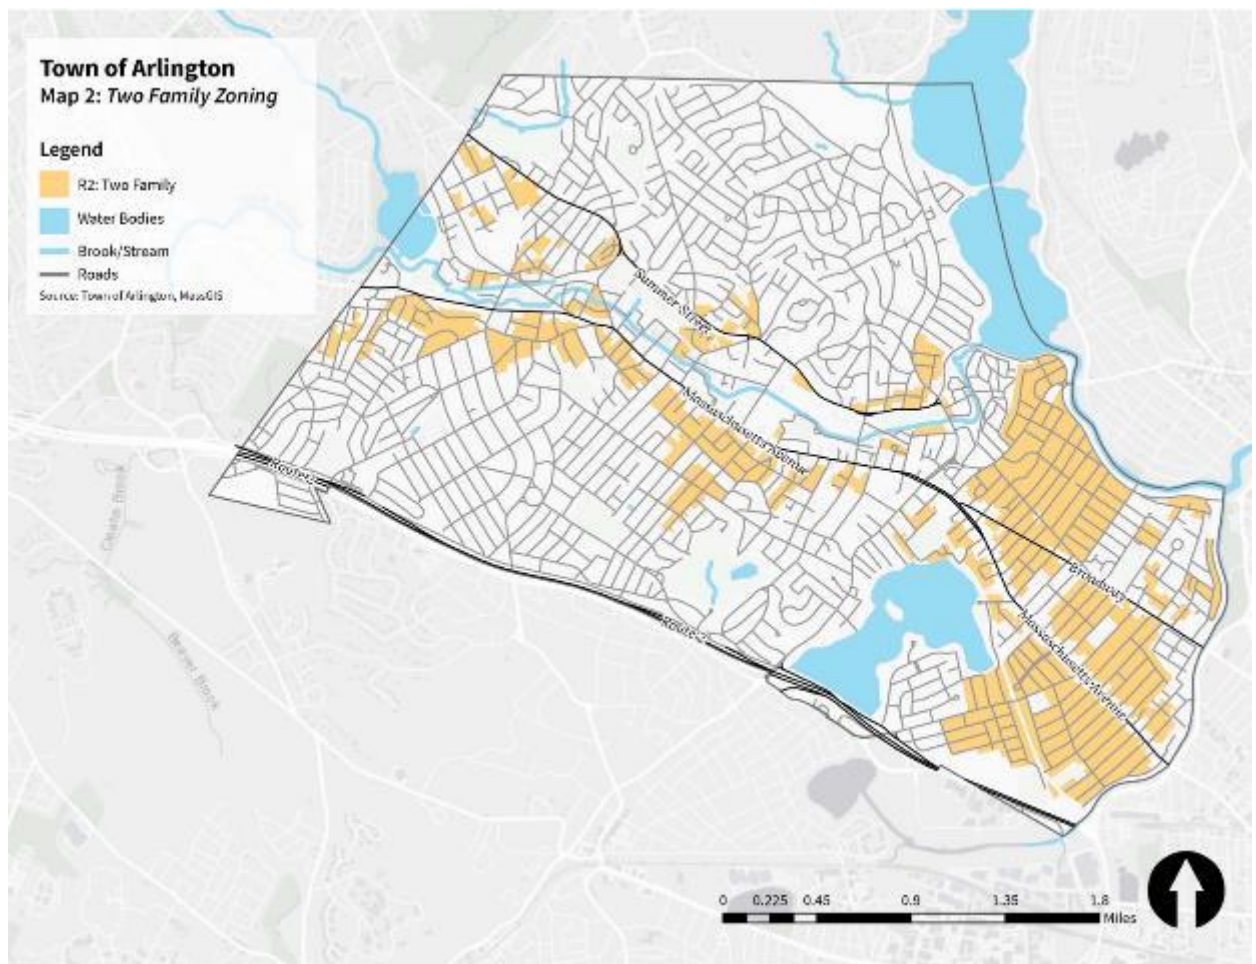 Town of Arlington
Map 2: Two Family Zoning
Legend
R2: Two Family
Water Bodies
Brook/Stream
Roads
Source: Town of Arlington, MassGIS
Summer Street
Massachusetts Avenue
Route 2
Broadway
Route 2
Massachusetts Avenue
Beaver Brook
0 0.225 0.45 0.9 1.35 1.8
Miles